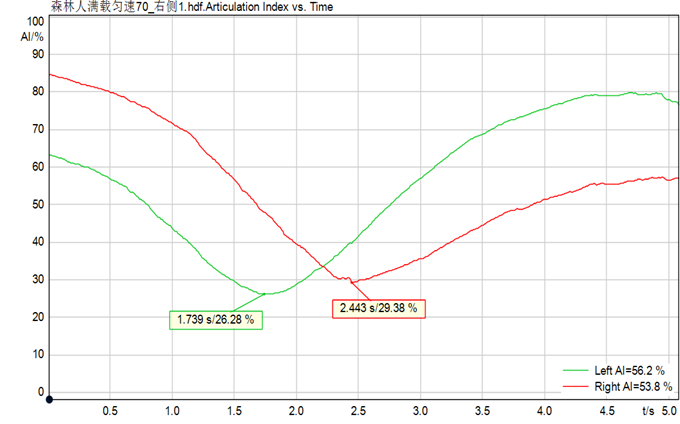 森林人满载匀速70_右侧1.hdf.Articulation Index vs. Time
100
AI/%
90
80
70
60
50
40
30
20
10
0
1.739 s/26.28 %
2.443 s/29.38 %
Left AI=56.2 %
Right AI=53.8 %
0.5 1.0 1.5 2.0 2.5 3.0 3.5 4.0 4.5 t/s 5.0